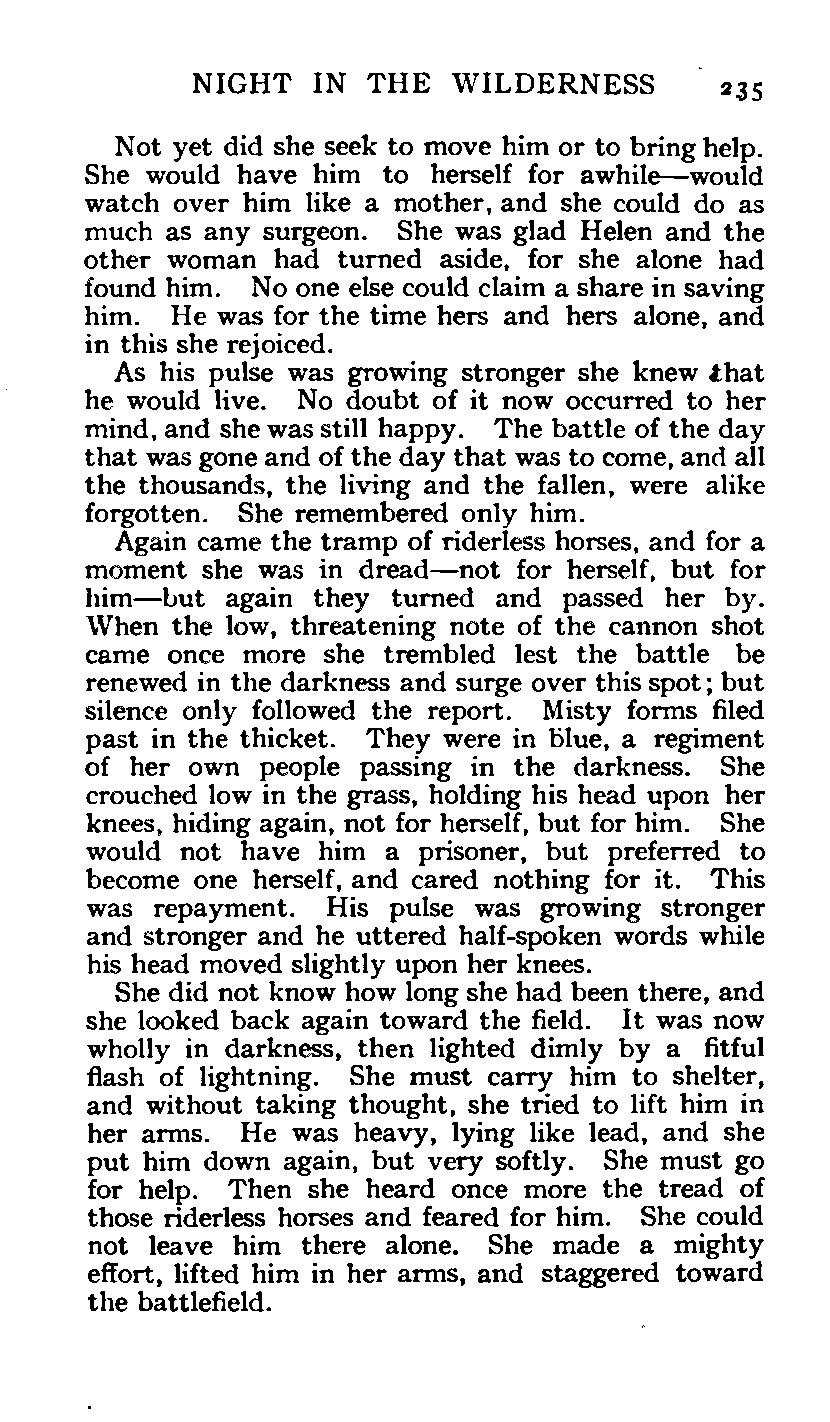 NIGHT IN THE WILDERNESS 235
Not yet did she seek to move him or to bring help.
She would have him to herself for awhile—would
watch over him like a mother, and she could do as
much as any surgeon. She was glad Helen and the
other woman had turned aside, for she alone had
found him. No one else could claim a share in saving
him. He was for the time hers and hers alone, and
in this she rejoiced.
As his pulse was growing stronger she knew that
he would live. No doubt of it now occurred to her
mind, and she was still happy. The battle of the day
that was gone and of the day that was to come, and all
the thousands, the living and the fallen, were alike
forgotten. She remembered only him.
Again came the tramp of riderless horses, and for a
moment she was in dread—not for herself, but for
him—but again they turned and passed her by.
When the low, threatening note of the cannon shot
came once more she trembled lest the battle be
renewed in the darkness and surge over this spot; but
silence only followed the report. Misty forms filed
past in the thicket. They were in blue, a regiment
of her own people passing in the darkness. She
crouched low in the grass, holding his head upon her
knees, hiding again, not for herself, but for him. She
would not have him a prisoner, but preferred to
become one herself, and cared nothing for it. This
was repayment. His pulse was growing stronger
and stronger and he uttered half-spoken words while
his head moved slightly upon her knees.
She did not know how long she had been there, and
she looked back again toward the field. It was now
wholly in darkness, then lighted dimly by a fitful
flash of lightning. She must carry him to shelter,
and without taking thought, she tried to lift him in
her arms. He was heavy, lying like lead, and she
put him down again, but very softly. She must go
for help. Then she heard once more the tread of
those riderless horses and feared for him. She could
not leave him there alone. She made a mighty
effort, lifted him in her arms, and staggered toward
the battlefield.